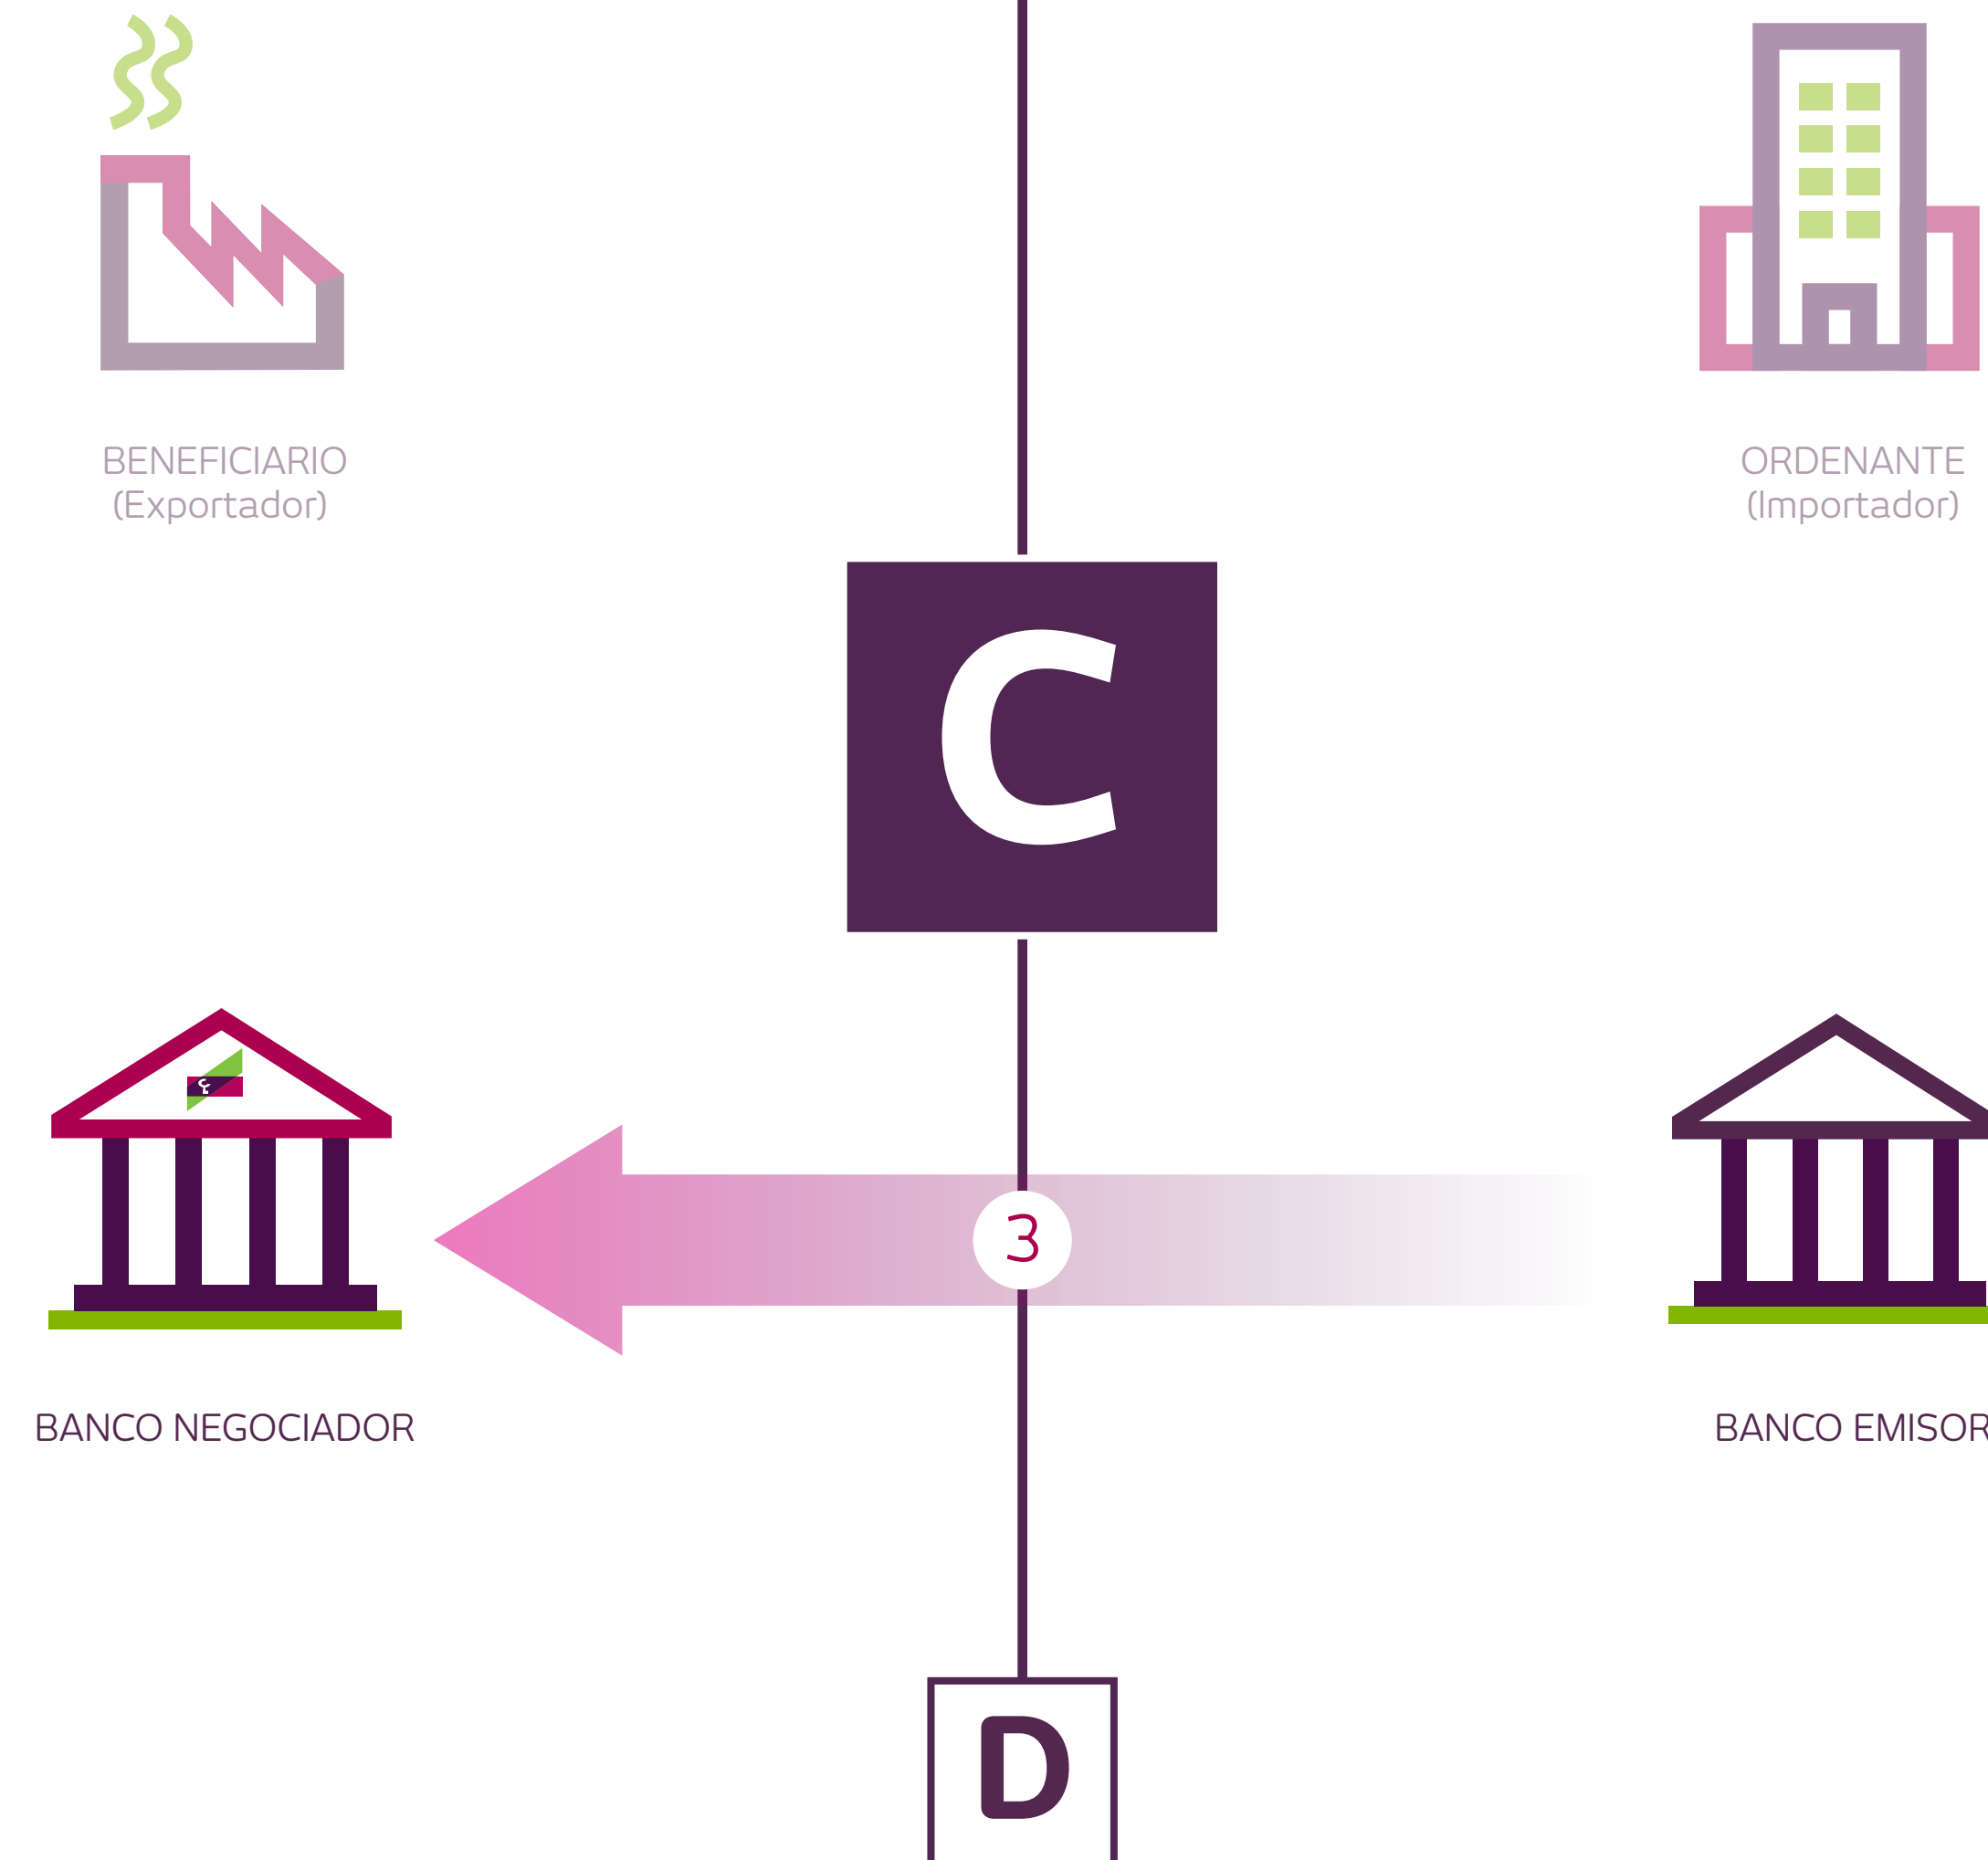 BENEFICIARIO
(Exportador)
ORDENANTE
(Importador)
C
3
BANCO NEGOCIADOR
BANCO EMISOR
D